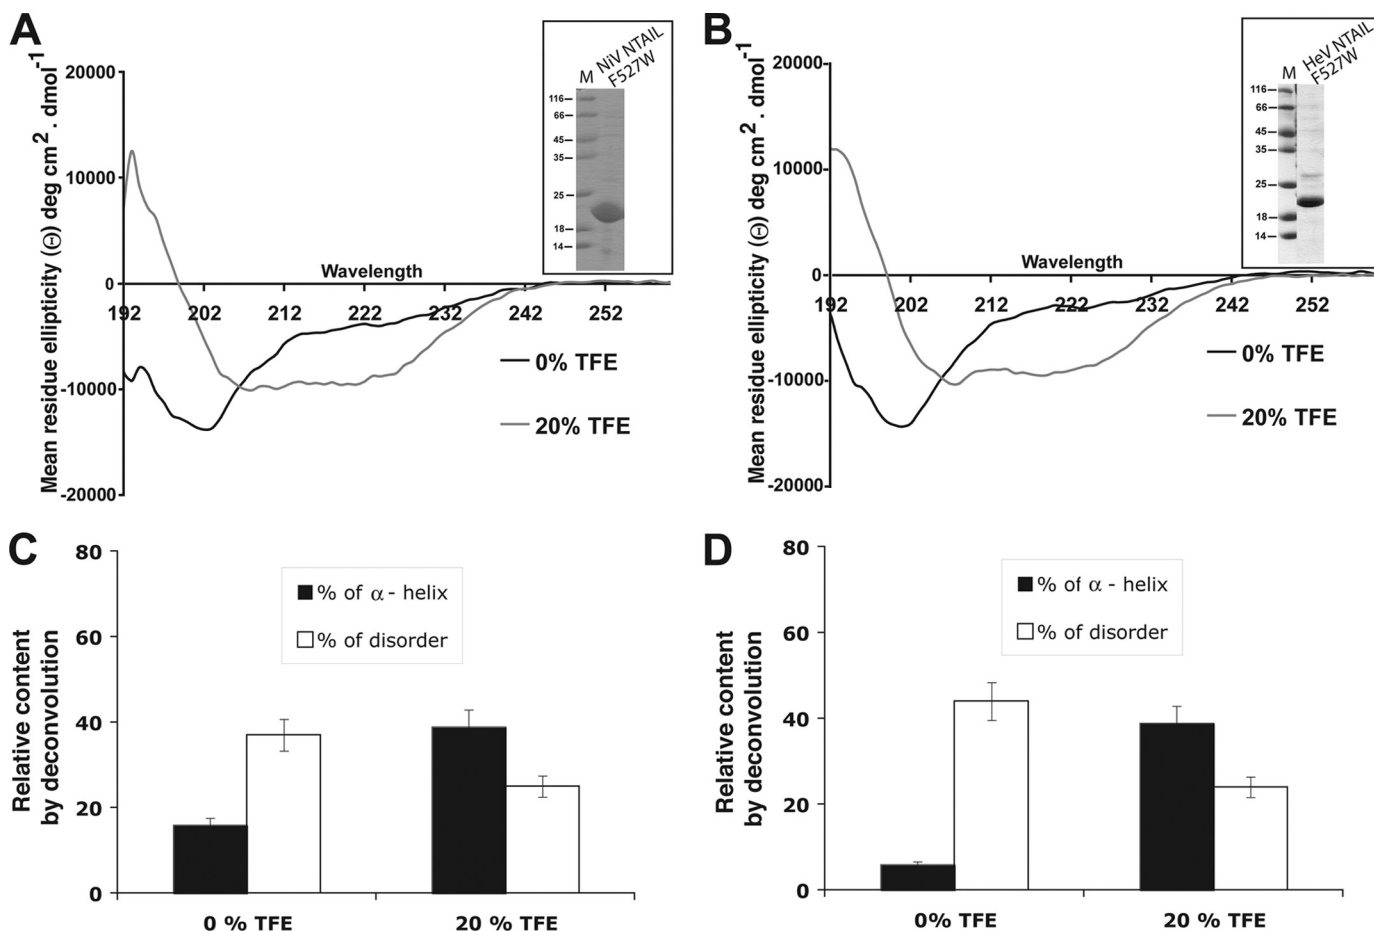 A
Mean residue ellipticity (Θ) deg cm2 . dmol-1
20000
10000
0
-10000
-20000
Wavelength
192 202 212 222 232 242 252
0% TFE
20% TFE
M NiV NTAIL
F527W
116
66
45
35
25
18
14
B
Mean residue ellipticity (Θ) deg cm2 . dmol-1
20000
10000
0
-10000
-20000
Wavelength
192 202 212 222 232 242 252
0% TFE
20% TFE
M HeV NTAIL
F527W
116
66
45
35
25
18
14
C
Relative content
by deconvolution
80
60
40
20
0
% of α - helix
% of disorder
0 % TFE 20 % TFE
D
Relative content
by deconvolution
80
60
40
20
0
% of α - helix
% of disorder
0% TFE 20 % TFE